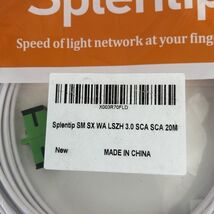 Splentip
Speed of light network at your fing
X003R70FLD
Splentip SM SX WA LSZH 3.0 SCA SCA 20M
New
MADE IN CHINA